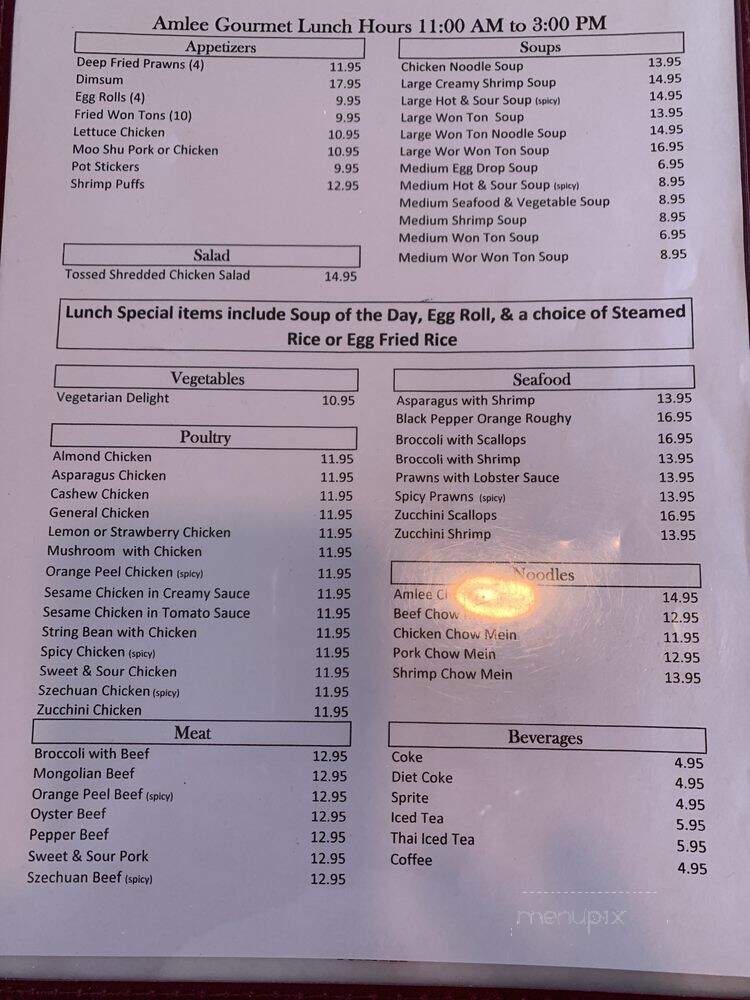 Amlee Gourmet Lunch Hours 11:00 AM to 3:00 PM
Appetizers
Deep Fried Prawns (4) 11.95
Dimsum 17.95
Egg Rolls (4) 9.95
Fried Won Tons (10) 9.95
Lettuce Chicken 10.95
Moo Shu Pork or Chicken 10.95
Pot Stickers 9.95
Shrimp Puffs 12.95
Salad
Tossed Shredded Chicken Salad 14.95
Soups
Chicken Noodle Soup 13.95
Large Creamy Shrimp Soup 14.95
Large Hot & Sour Soup (spicy) 14.95
Large Won Ton Soup 13.95
Large Won Ton Noodle Soup 14.95
Large Wor Won Ton Soup 16.95
Medium Egg Drop Soup 6.95
Medium Hot & Sour Soup (spicy) 8.95
Medium Seafood & Vegetable Soup 8.95
Medium Shrimp Soup 8.95
Medium Won Ton Soup 6.95
Medium Wor Won Ton Soup 8.95
Lunch Special items include Soup of the Day, Egg Roll, & a choice of Steamed
Rice or Egg Fried Rice
Vegetables
Vegetarian Delight 10.95
Poultry
Almond Chicken 11.95
Asparagus Chicken 11.95
Cashew Chicken 11.95
General Chicken 11.95
Lemon or Strawberry Chicken 11.95
Mushroom with Chicken 11.95
Orange Peel Chicken (spicy) 11.95
Sesame Chicken in Creamy Sauce 11.95
Sesame Chicken in Tomato Sauce 11.95
String Bean with Chicken 11.95
Spicy Chicken (spicy) 11.95
Sweet & Sour Chicken 11.95
Szechuan Chicken (spicy) 11.95
Zucchini Chicken 11.95
Meat
Broccoli with Beef 12.95
Mongolian Beef 12.95
Orange Peel Beef (spicy) 12.95
Oyster Beef 12.95
Pepper Beef 12.95
Sweet & Sour Pork 12.95
Szechuan Beef (spicy) 12.95
Seafood
Asparagus with Shrimp 13.95
Black Pepper Orange Roughy 16.95
Broccoli with Scallops 16.95
Broccoli with Shrimp 13.95
Prawns with Lobster Sauce 13.95
Spicy Prawns (spicy) 13.95
Zucchini Scallops 16.95
Zucchini Shrimp 13.95
Noodles
Amlee 14.95
Beef Chow 12.95
Chicken Chow Mein 11.95
Pork Chow Mein 12.95
Shrimp Chow Mein 13.95
Beverages
Coke 4.95
Diet Coke 4.95
Sprite 4.95
Iced Tea 5.95
Thai Iced Tea 5.95
Coffee 4.95
menupix